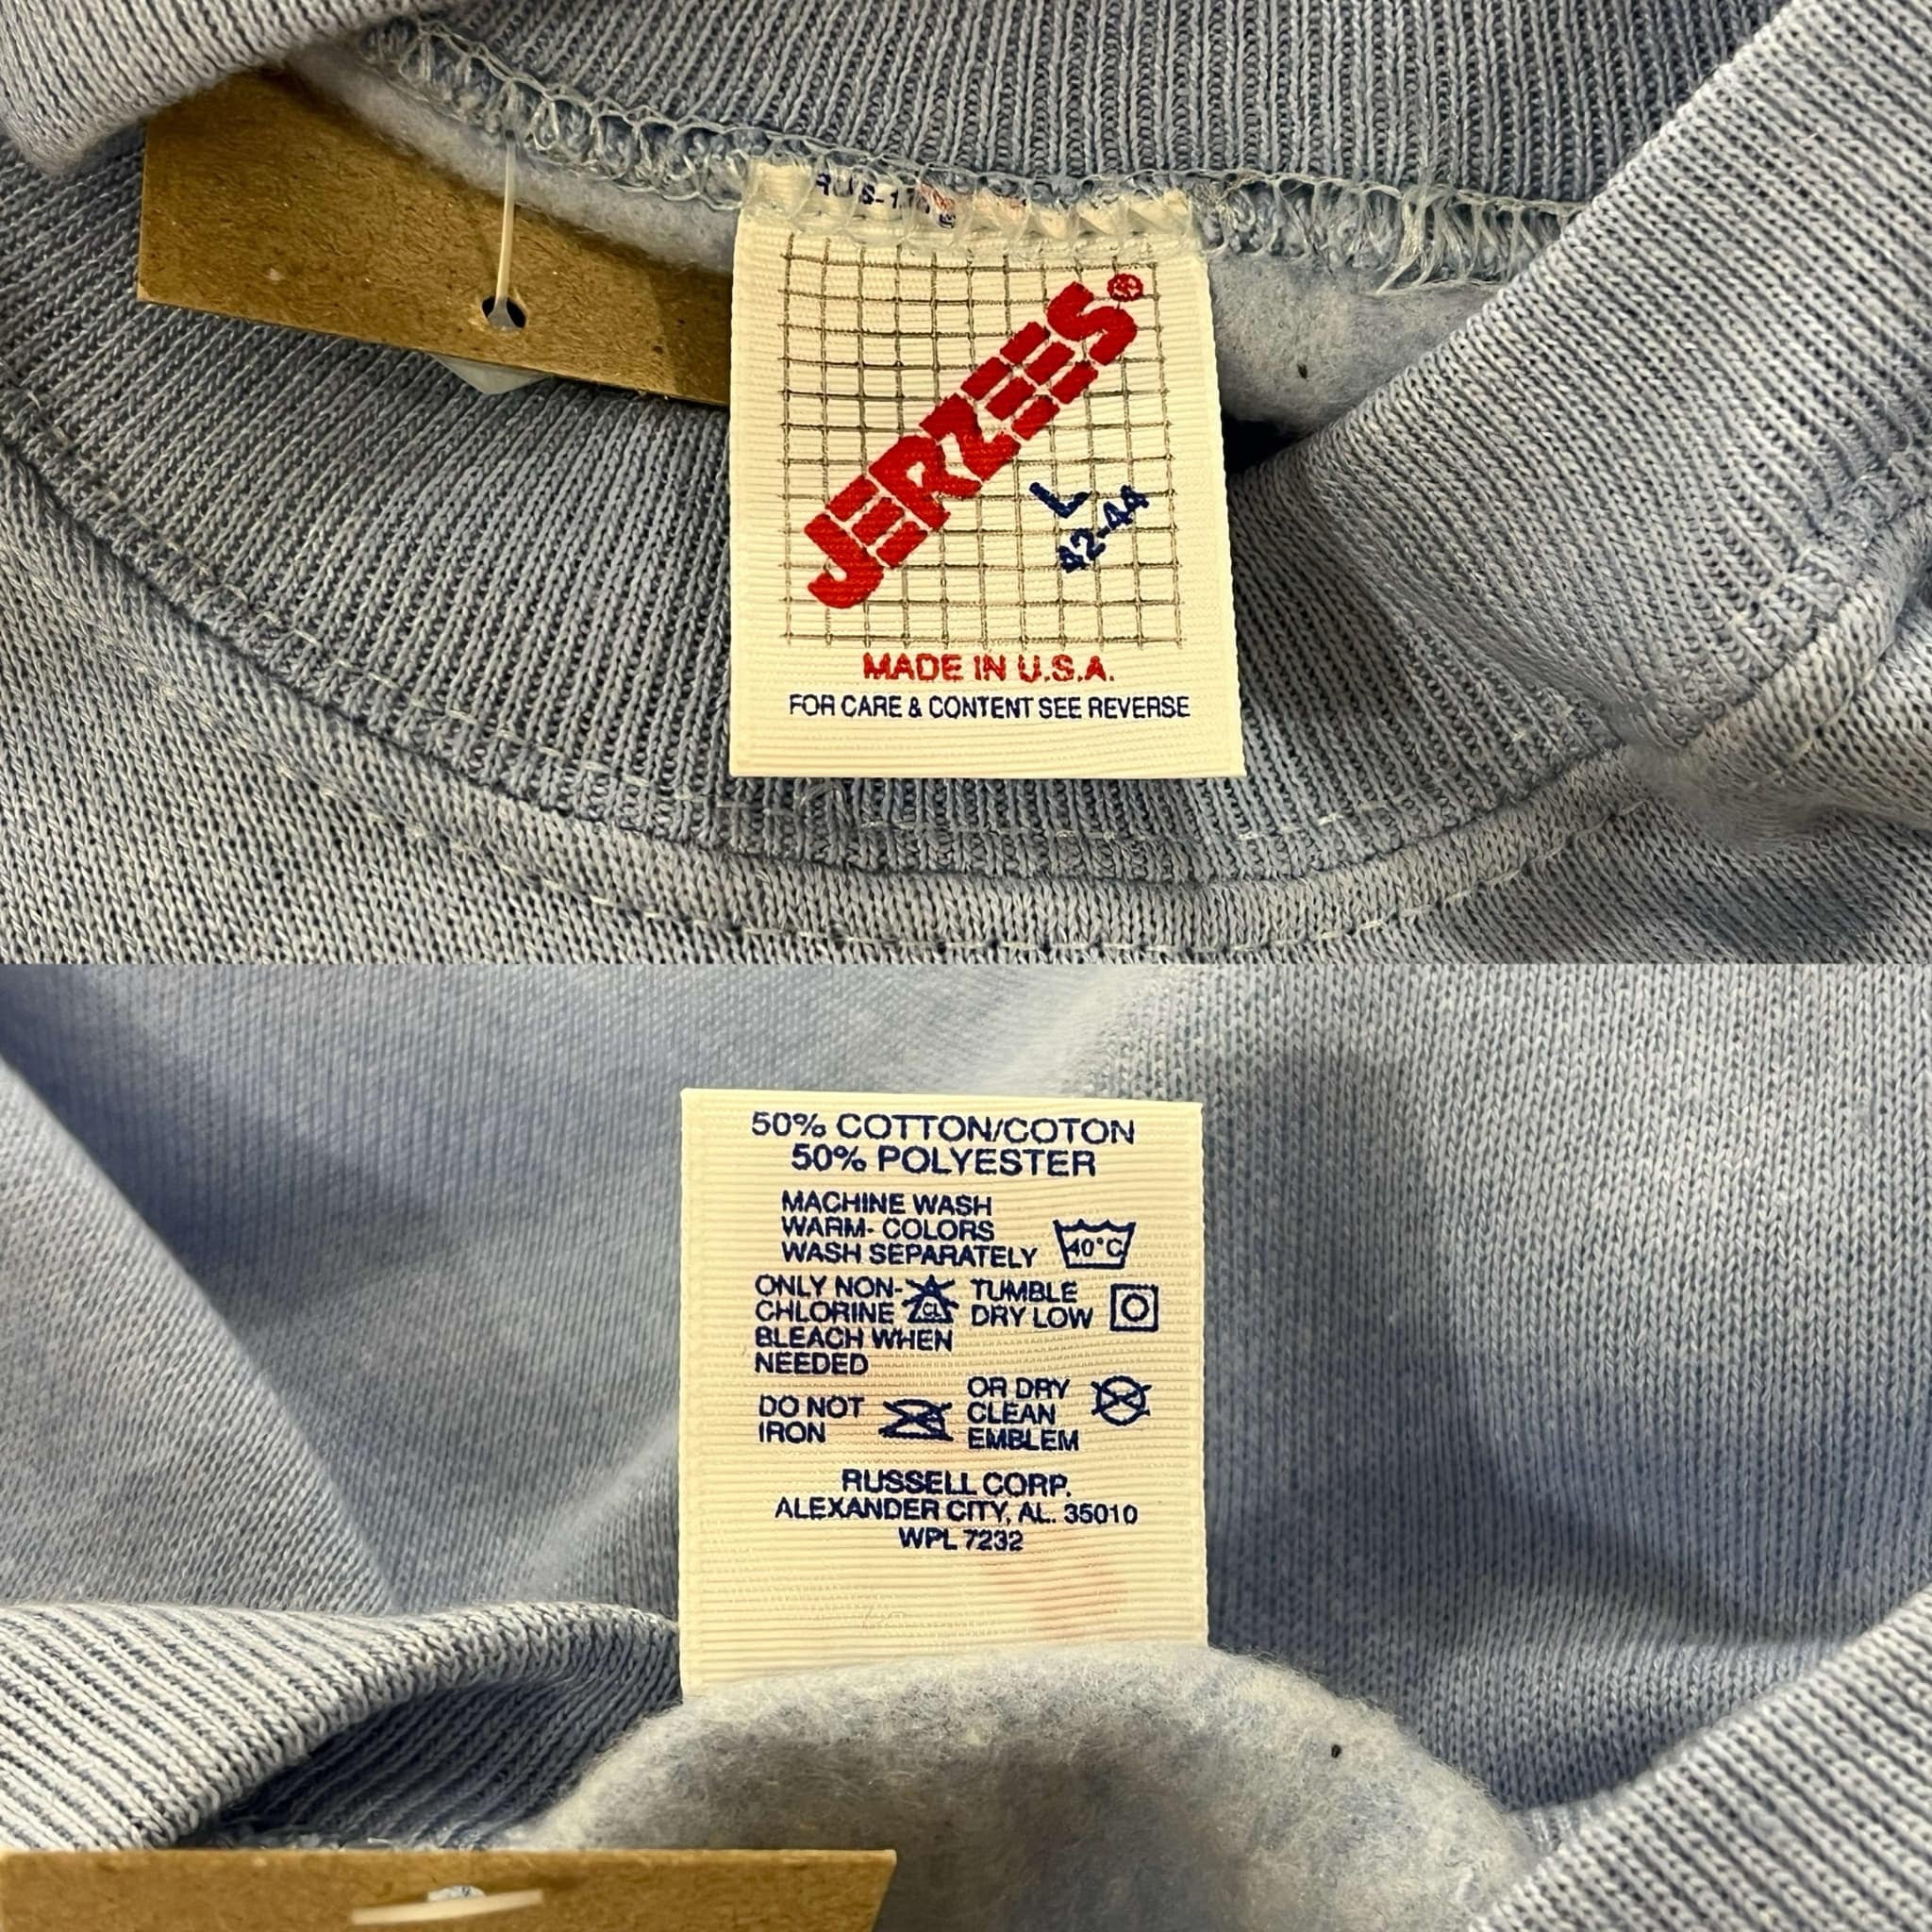 JERZEES®
L
42-44
MADE IN U.S.A.
FOR CARE & CONTENT SEE REVERSE
50% COTTON/COTON
50% POLYESTER
MACHINE WASH
WARM- COLORS
WASH SEPARATELY
40°C
ONLY NON-
CHLORINE
BLEACH WHEN
NEEDED
CL
TUMBLE
DRY LOW
DO NOT
IRON
OR DRY
CLEAN
EMBLEM
RUSSELL CORP.
ALEXANDER CITY, AL. 35010
WPL 7232